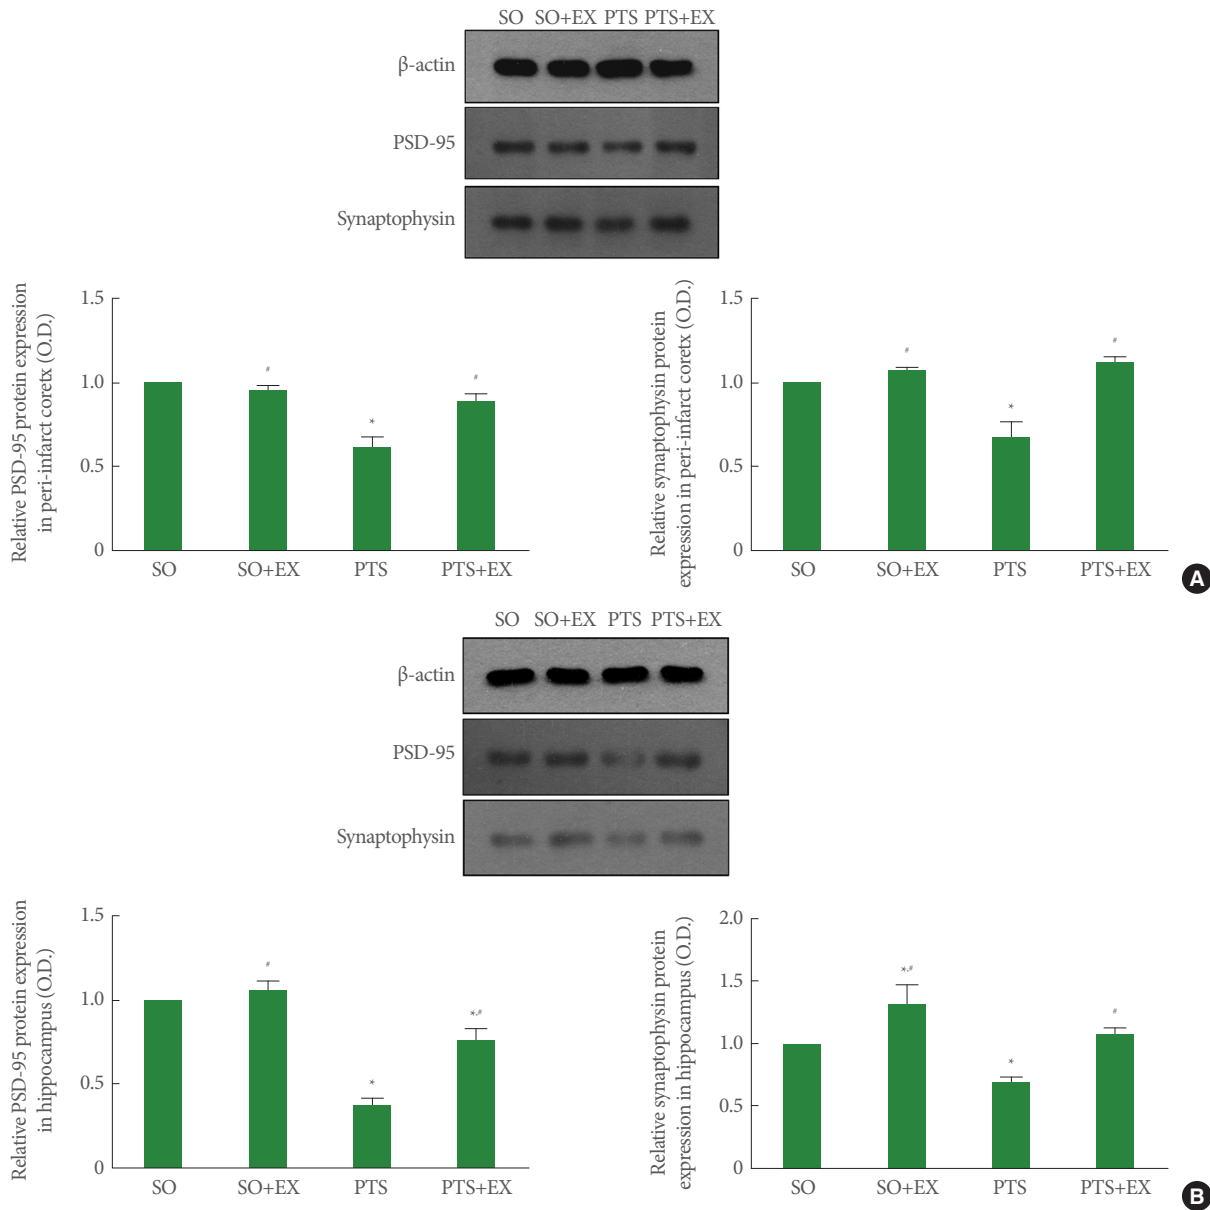 SO SO+EX PTS PTS+EX
β-actin
PSD-95
Synaptophysin
Relative PSD-95 protein expression
in peri-infarct coretx (O.D.)
1.5
1.0
0.5
0
#
*
#
SO SO+EX PTS PTS+EX
Relative synaptophysin protein
expression in peri-infarct coretx (O.D.)
1.5
1.0
0.5
0
#
*
#
SO SO+EX PTS PTS+EX
A
SO SO+EX PTS PTS+EX
β-actin
PSD-95
Synaptophysin
Relative PSD-95 protein expression
in hippocampus (O.D.)
1.5
1.0
0.5
0
#
*
*,#
SO SO+EX PTS PTS+EX
Relative synaptophysin protein
expression in hippocampus (O.D.)
2.0
1.5
1.0
0.5
0
*,#
*
#
SO SO+EX PTS PTS+EX
B